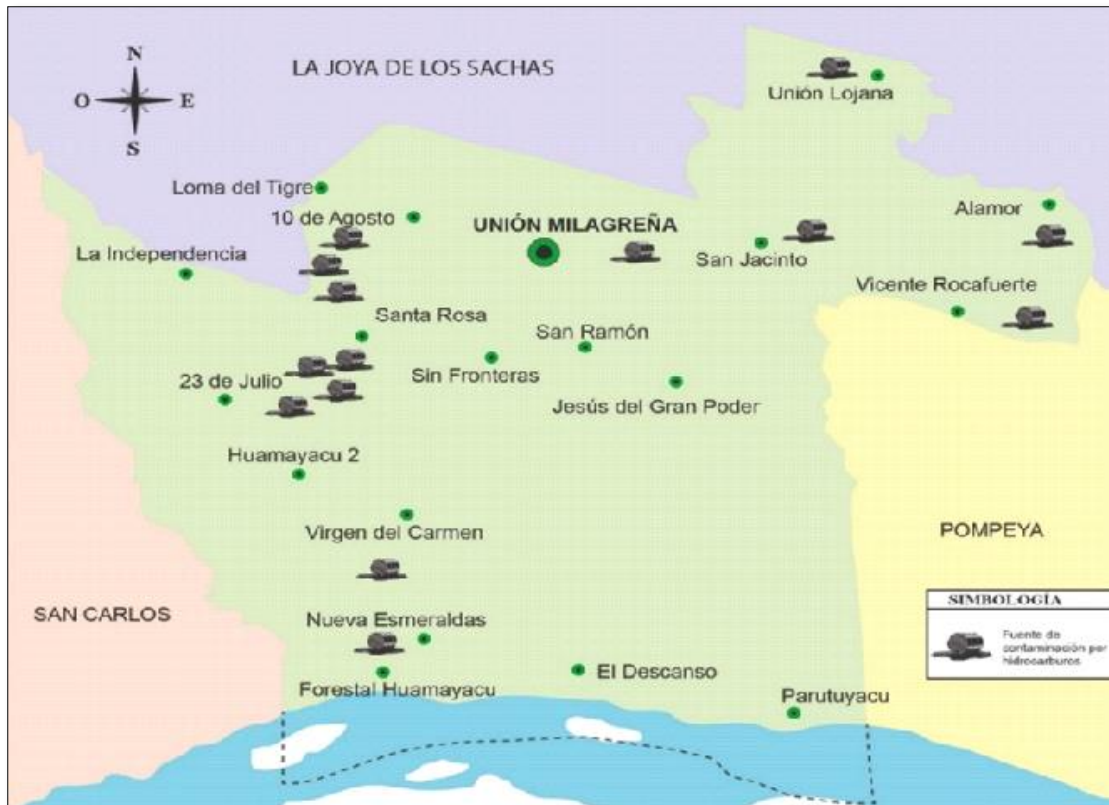 N
LA JOYA DE LOS SACHAS
O
E
S
Unión Lojana
Loma del Tigre
10 de Agosto
UNIÓN MILAGREÑA
Alamor
La Independencia
San Jacinto
Vicente Rocafuerte
Santa Rosa
San Ramón
23 de Julio
Sin Fronteras
Jesús del Gran Poder
Huamayacu 2
Virgen del Carmen
POMPEYA
SAN CARLOS
SIMBOLOGÍA
Fuente de
contaminación por
hidrocarburos
Nueva Esmeraldas
El Descanso
Forestal Huamayacu
Parutuyacu